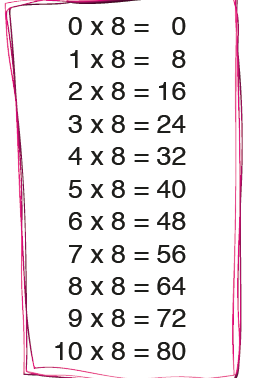 0 x 8 = 0
1 x 8 = 8
2 x 8 = 16
3 x 8 = 24
4 x 8 = 32
5 x 8 = 40
6 x 8 = 48
7 x 8 = 56
8 x 8 = 64
9 x 8 = 72
10 x 8 = 80